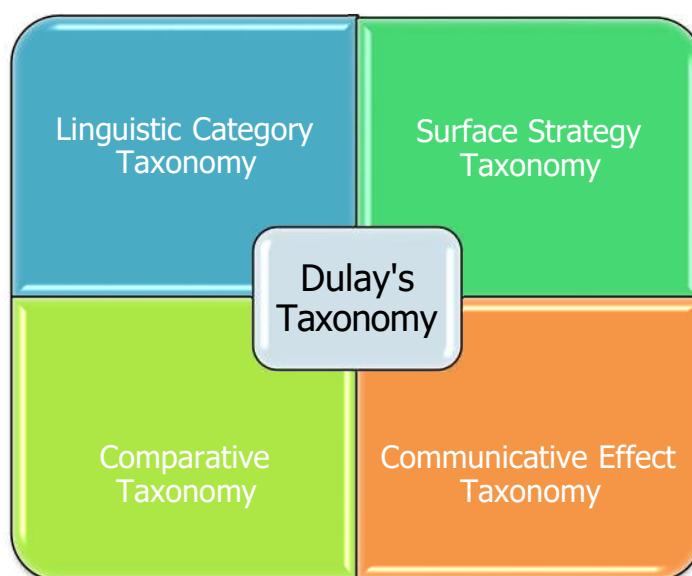 Linguistic Category
Taxonomy
Surface Strategy
Taxonomy
Dulay's
Taxonomy
Comparative
Taxonomy
Communicative Effect
Taxonomy